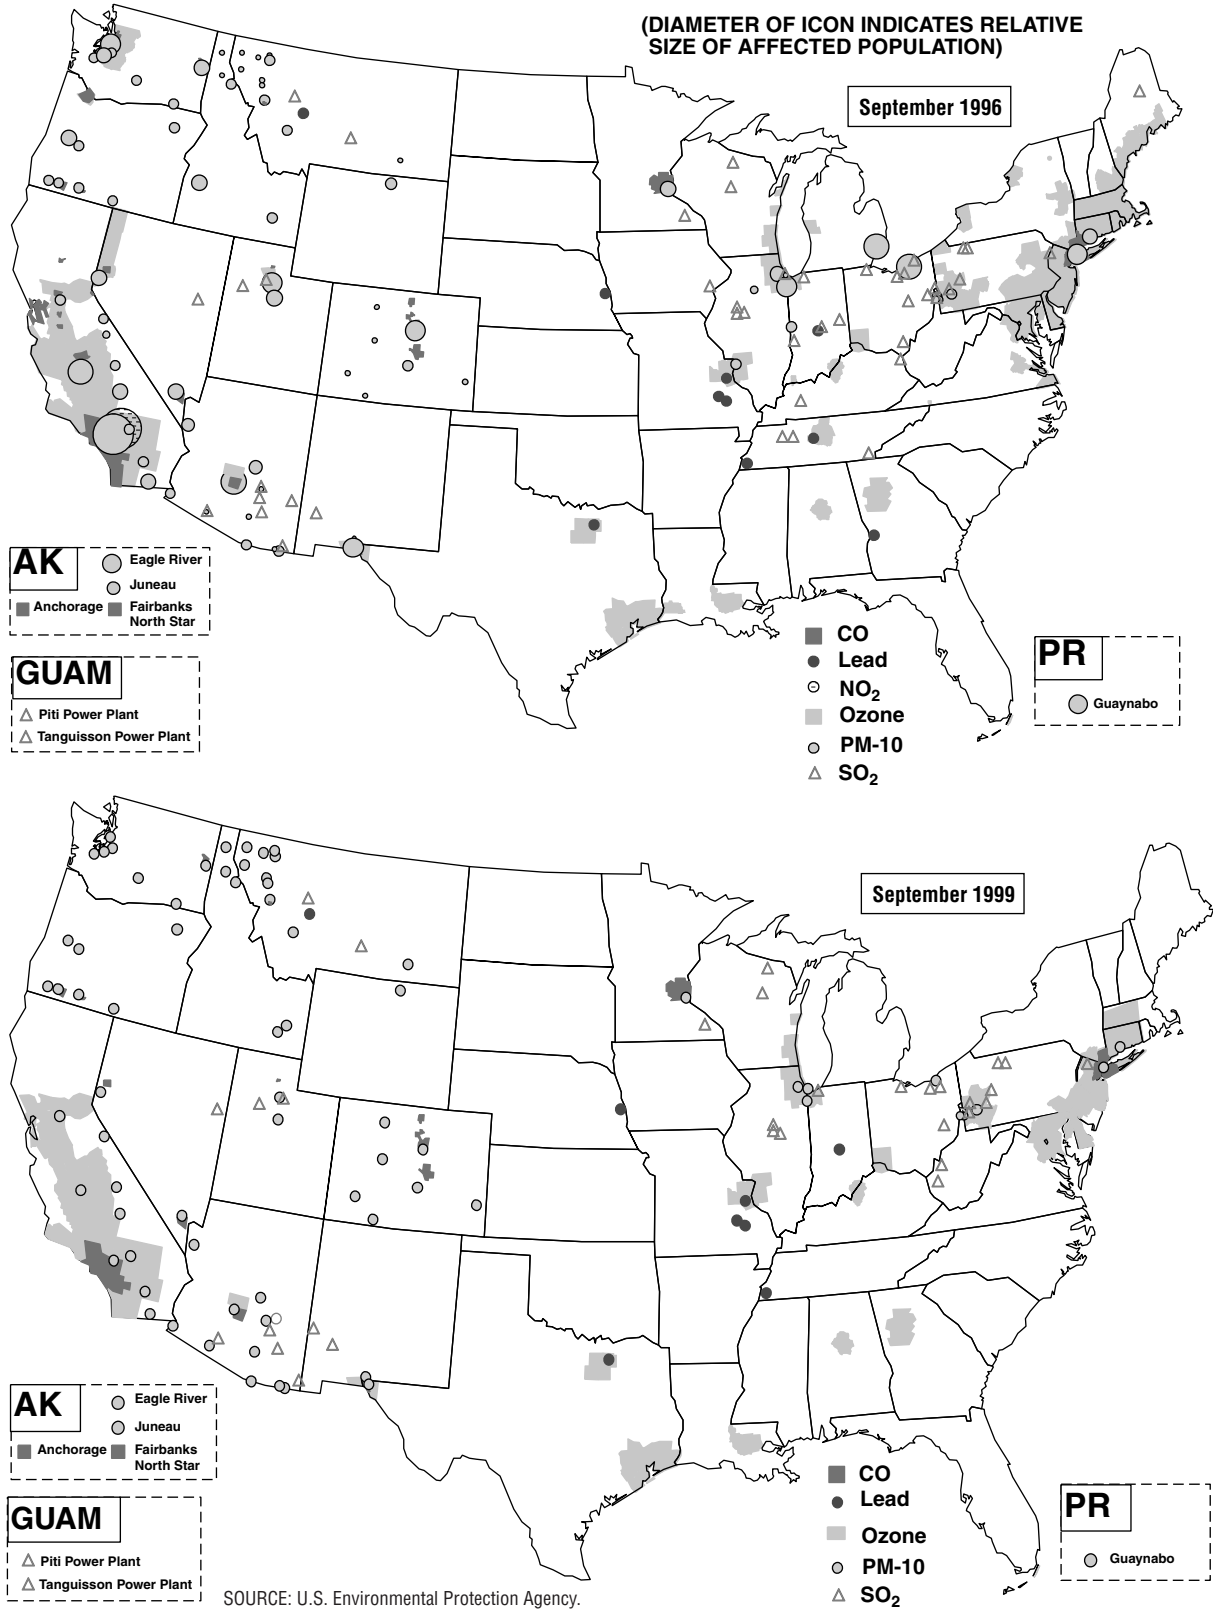 (DIAMETER OF ICON INDICATES RELATIVE
SIZE OF AFFECTED POPULATION)
September 1996
AK
Eagle River
Juneau
Anchorage
Fairbanks
North Star
GUAM
Piti Power Plant
Tanguisson Power Plant
CO
Lead
NO2
Ozone
PM-10
SO2
PR
Guaynabo
September 1999
AK
Eagle River
Juneau
Anchorage
Fairbanks
North Star
GUAM
Piti Power Plant
Tanguisson Power Plant
CO
Lead
Ozone
PM-10
SO2
PR
Guaynabo
SOURCE: U.S. Environmental Protection Agency.